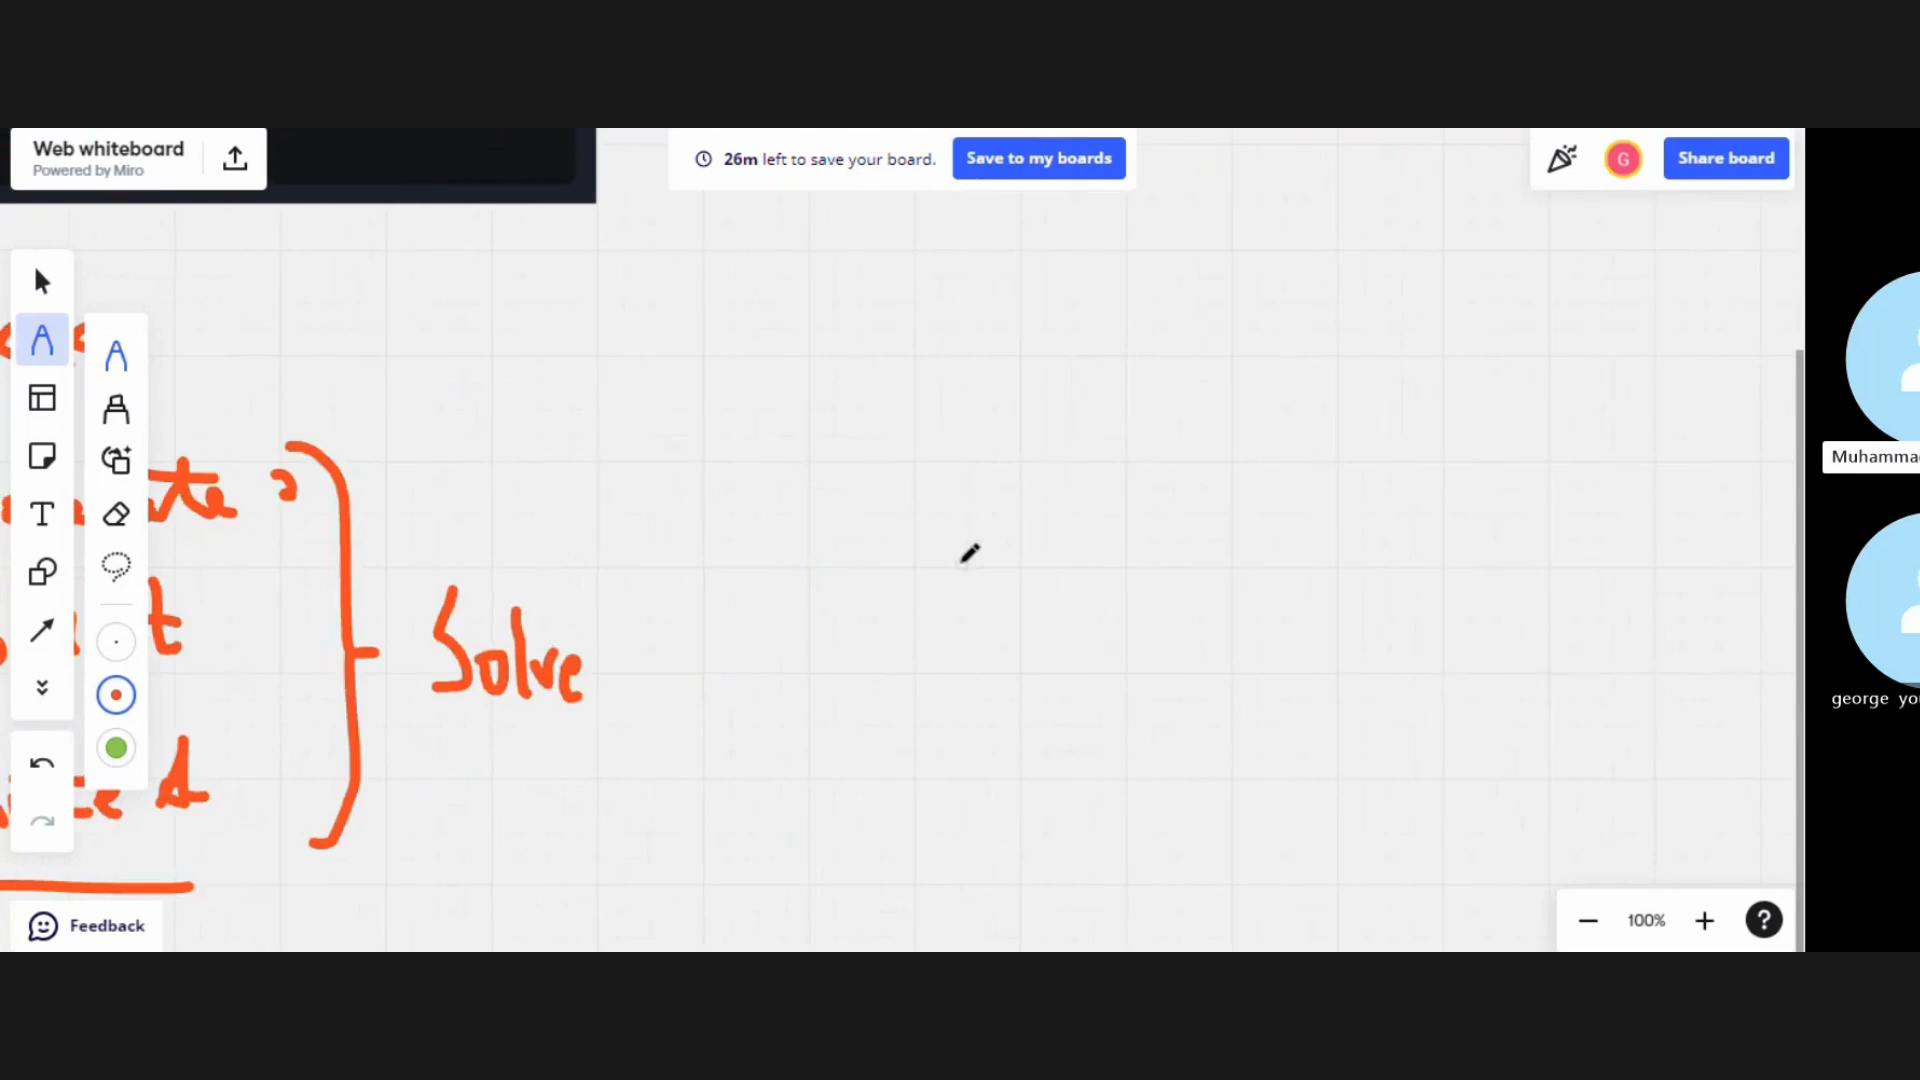 Web whiteboard
Powered by Miro
26m left to save your board.
Save to my boards
G
Share board
Solve
Muhamma
george you
Feedback
100%
?